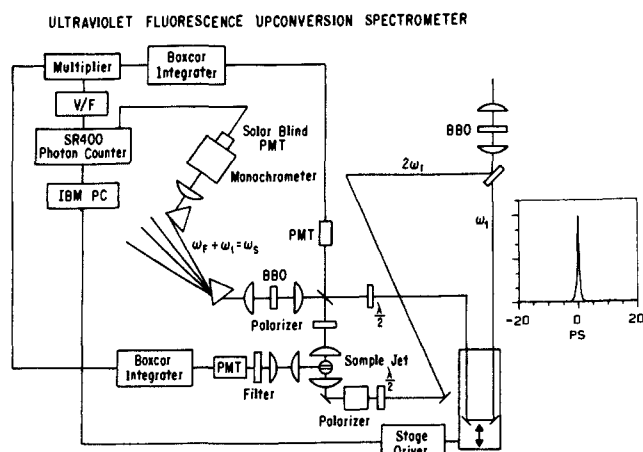 ULTRAVIOLET FLUORESCENCE UPCONVERSION SPECTROMETER
Multiplier
Boxcar
Integrater
V/F
SR400
Photon Counter
IBM PC
Solar Blind
PMT
Monochrometer
BBO
2ω₁
ω₁
PMT
ω_F + ω₁ = ω_S
BBO
λ/2
Polarizer
-20
0
20
PS
Boxcar
Integrater
PMT
Filter
Sample Jet
λ/2
Polarizer
Stage
Driver